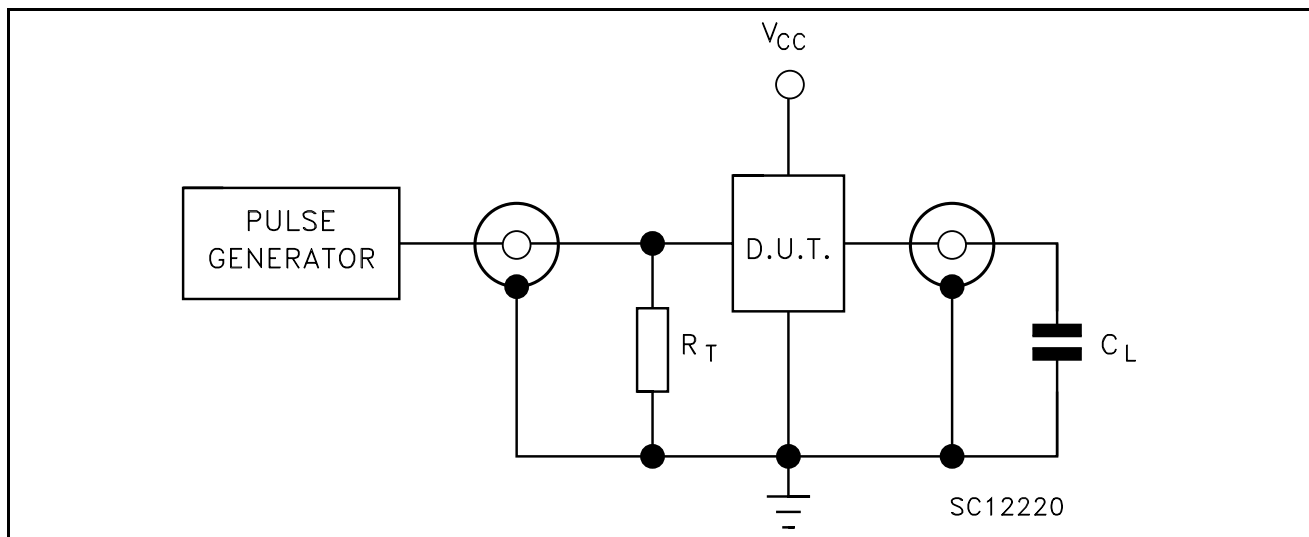 VCC
PULSE
GENERATOR
D.U.T.
RT
CL
SC12220